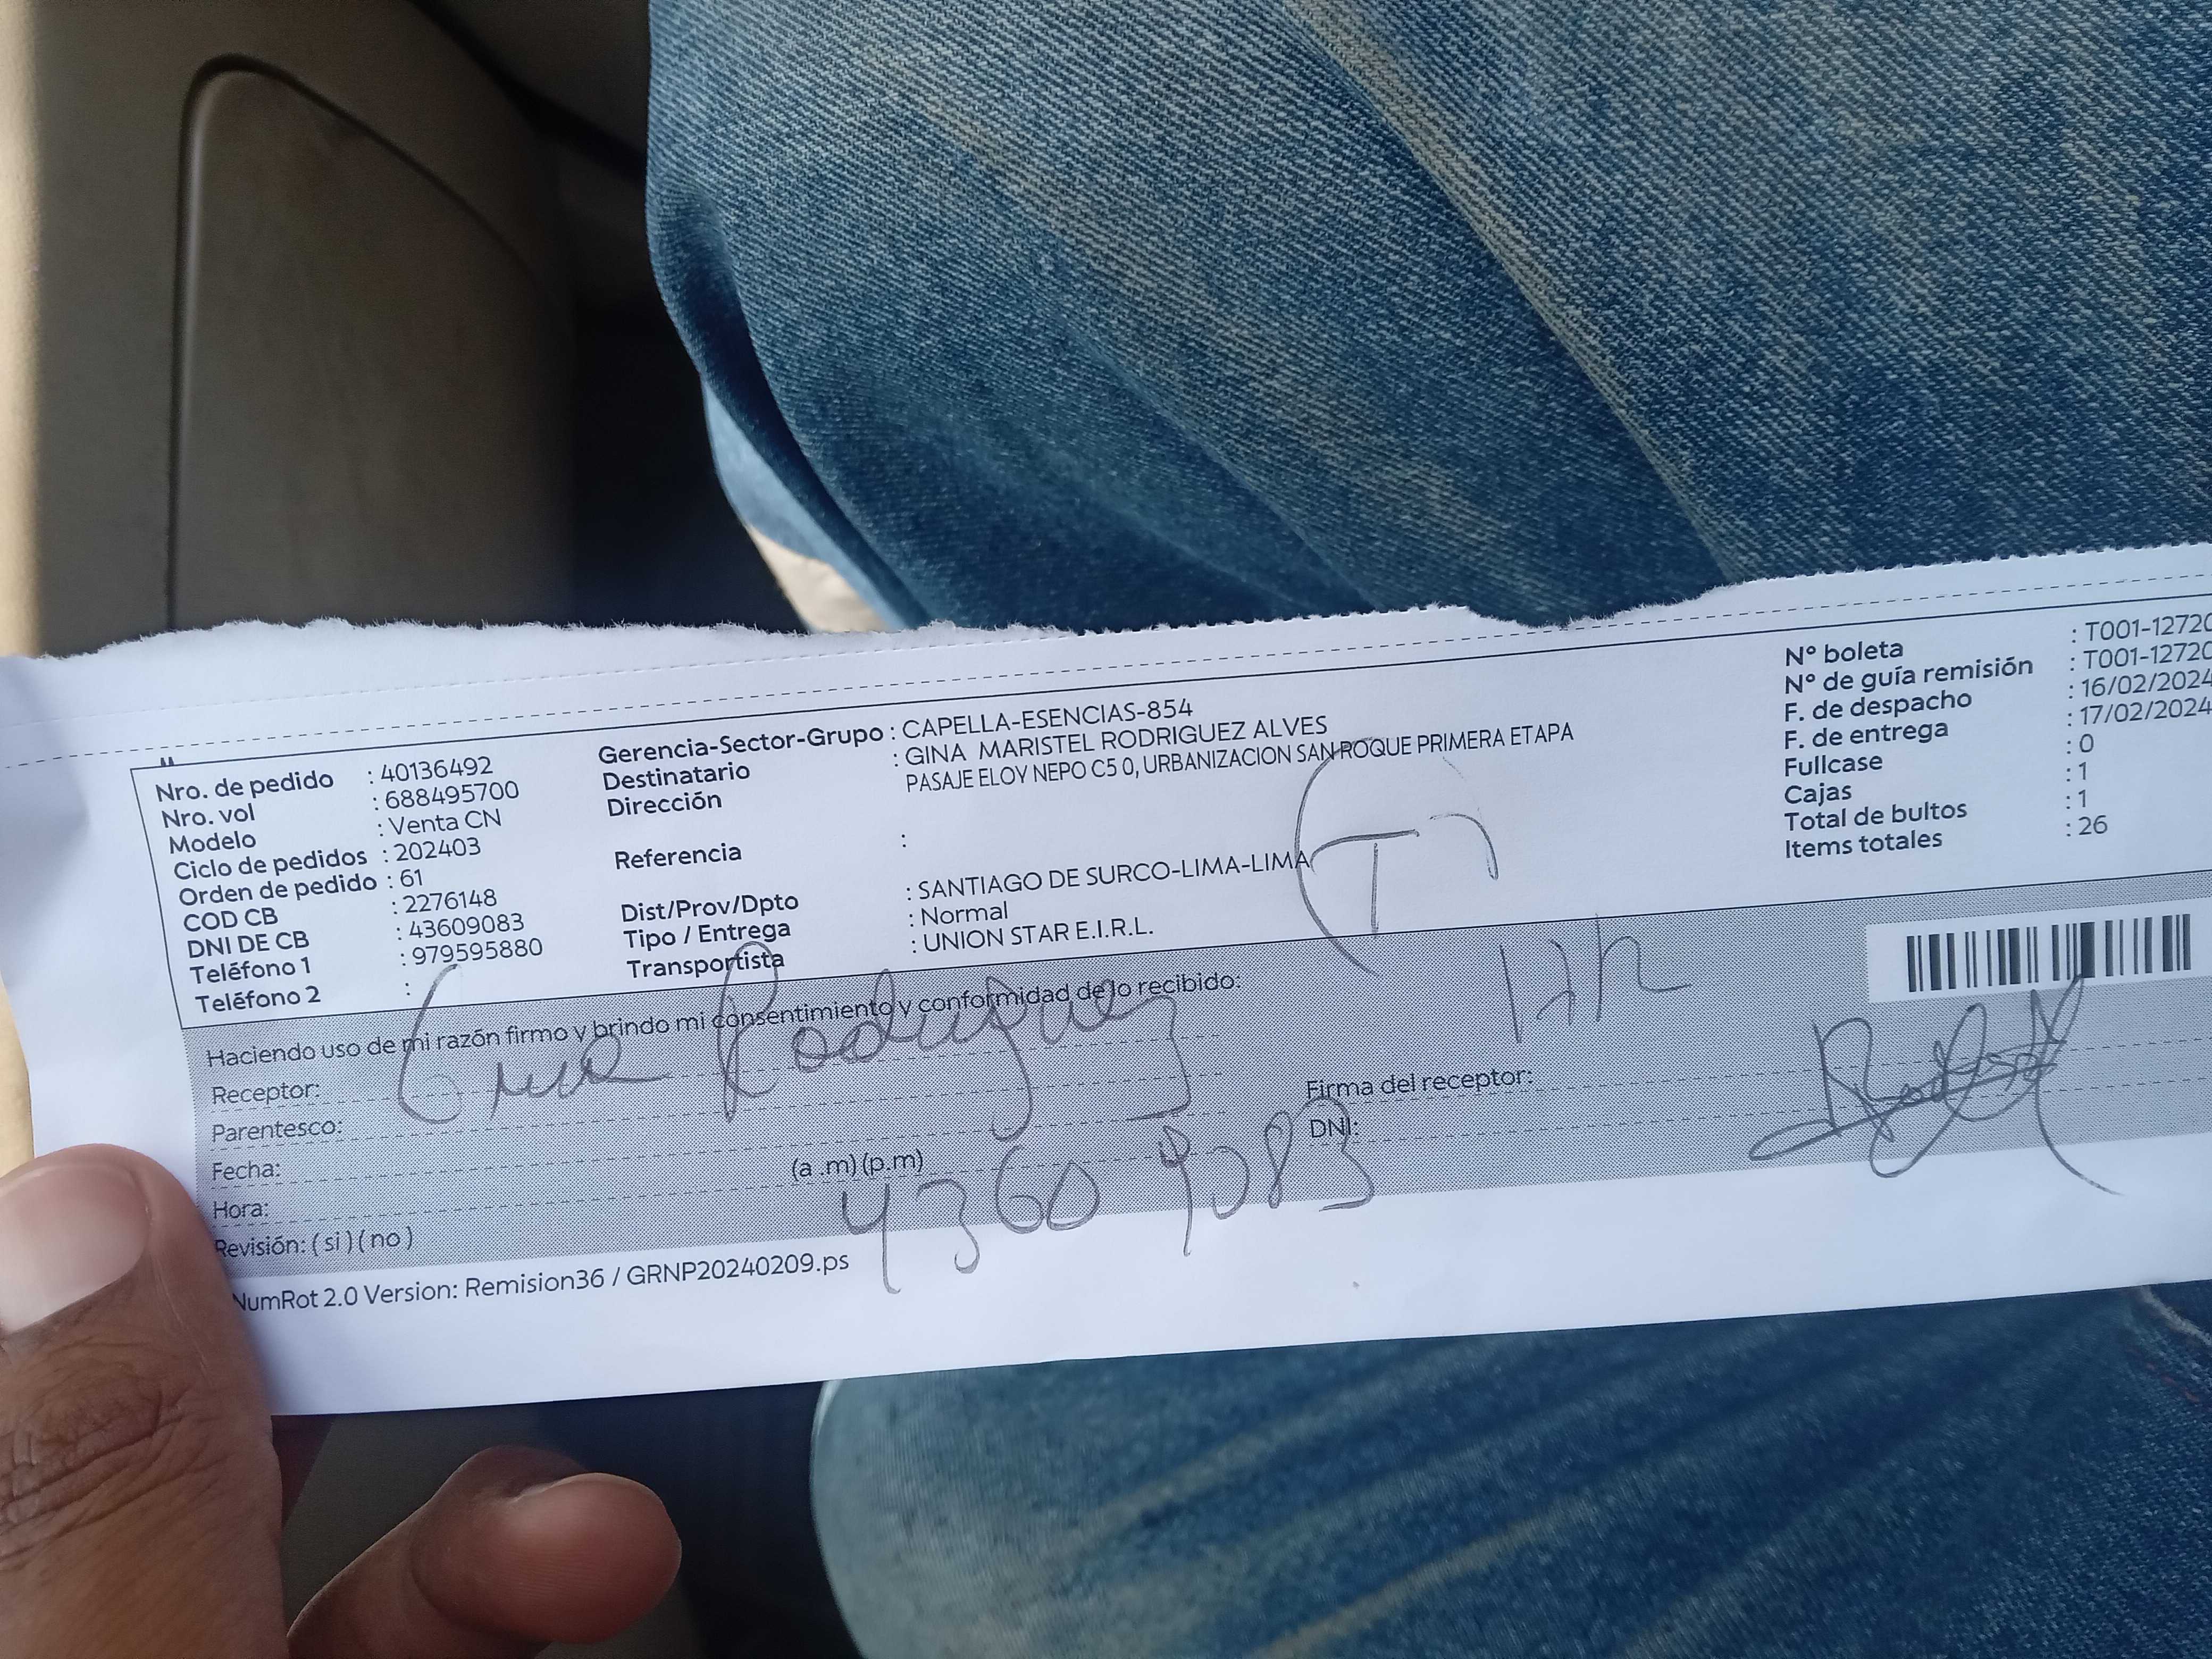 Nro. de pedido : 40136492
Nro. vol : 688495700
Modelo : Venta CN
Ciclo de pedidos : 202403
Orden de pedido : 61
COD CB : 2276148
DNI DE CB : 43609083
Teléfono 1 : 979595880
Teléfono 2 :
Gerencia-Sector-Grupo : CAPELLA-ESENCIAS-854
Destinatario : GINA MARISTEL RODRIGUEZ ALVES
Dirección PASAJE ELOY NEPO C5 0, URBANIZACION SAN ROQUE PRIMERA ETAPA
Referencia :
Dist/Prov/Dpto : SANTIAGO DE SURCO-LIMA-LIMA
Tipo / Entrega : Normal
Transportista : UNION STAR E.I.R.L.
N° boleta : T001-12720
N° de guía remisión : T001-12720
F. de despacho : 16/02/2024
F. de entrega : 17/02/2024
Fullcase : 0
Cajas : 1
Total de bultos : 1
Items totales : 26
T
Haciendo uso de mi razón firmo y brindo mi consentimiento y conformidad de lo recibido:
Receptor: Gina Rodriguez
Parentesco:
Fecha:
Hora: (a .m) (p.m)
Revisión: ( si ) ( no )
Firma del receptor:
DNI:
43609083
NumRot 2.0 Version: Remision36 / GRNP20240209.ps